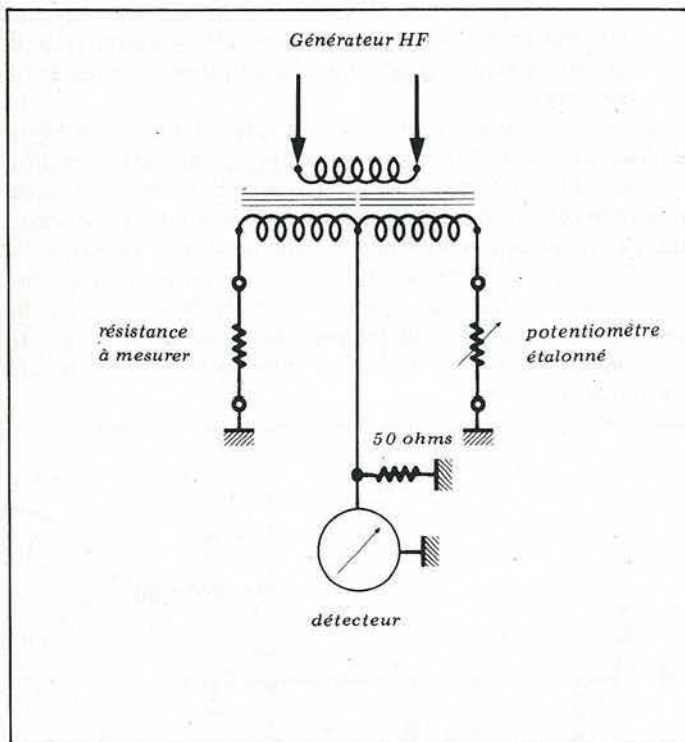 Générateur HF
résistance
à mesurer
potentiomètre
étalonné
50 ohms
détecteur